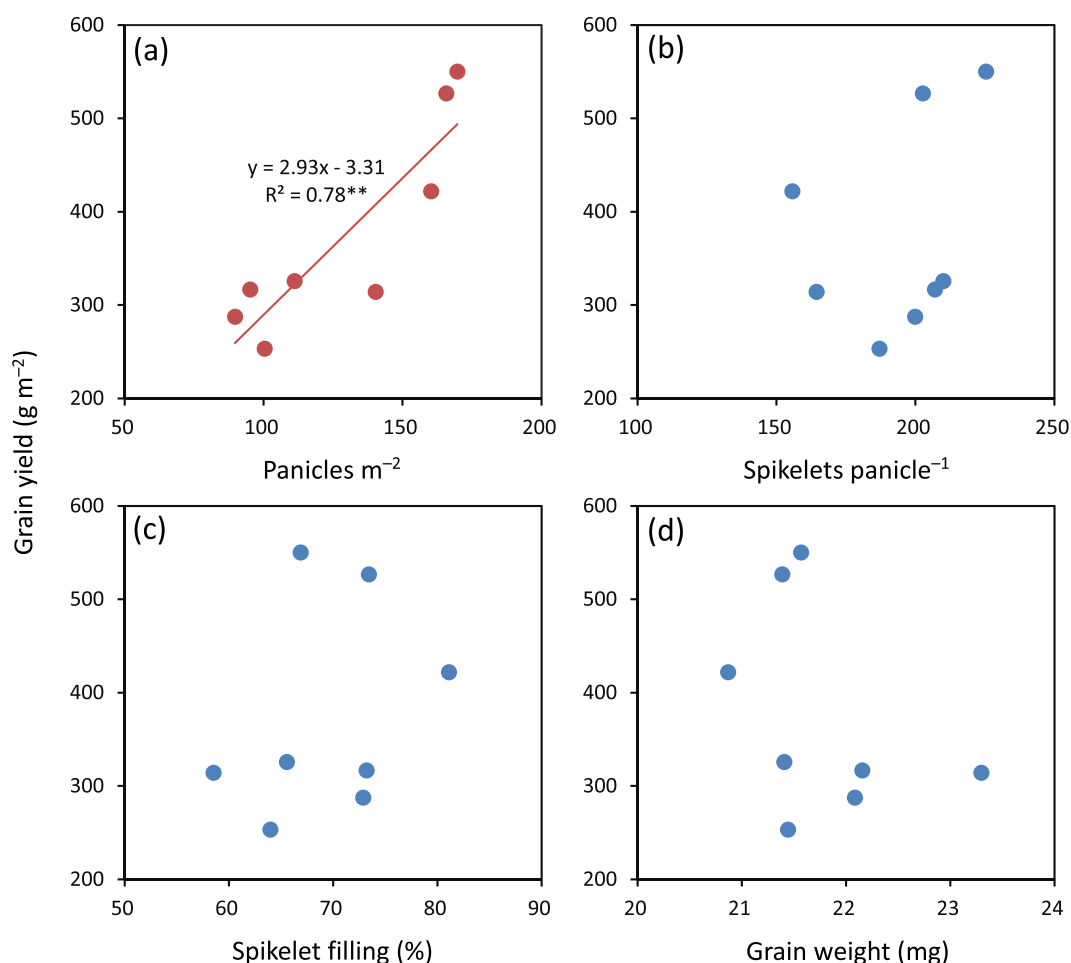 Grain yield (g m⁻²)
(a)
600
500
400
300
200
y = 2.93x - 3.31
R² = 0.78**
50 100 150 200
Panicles m⁻²
(b)
600
500
400
300
200
100 150 200 250
Spikelets panicle⁻¹
(c)
600
500
400
300
200
50 60 70 80 90
Spikelet filling (%)
(d)
600
500
400
300
200
20 21 22 23 24
Grain weight (mg)